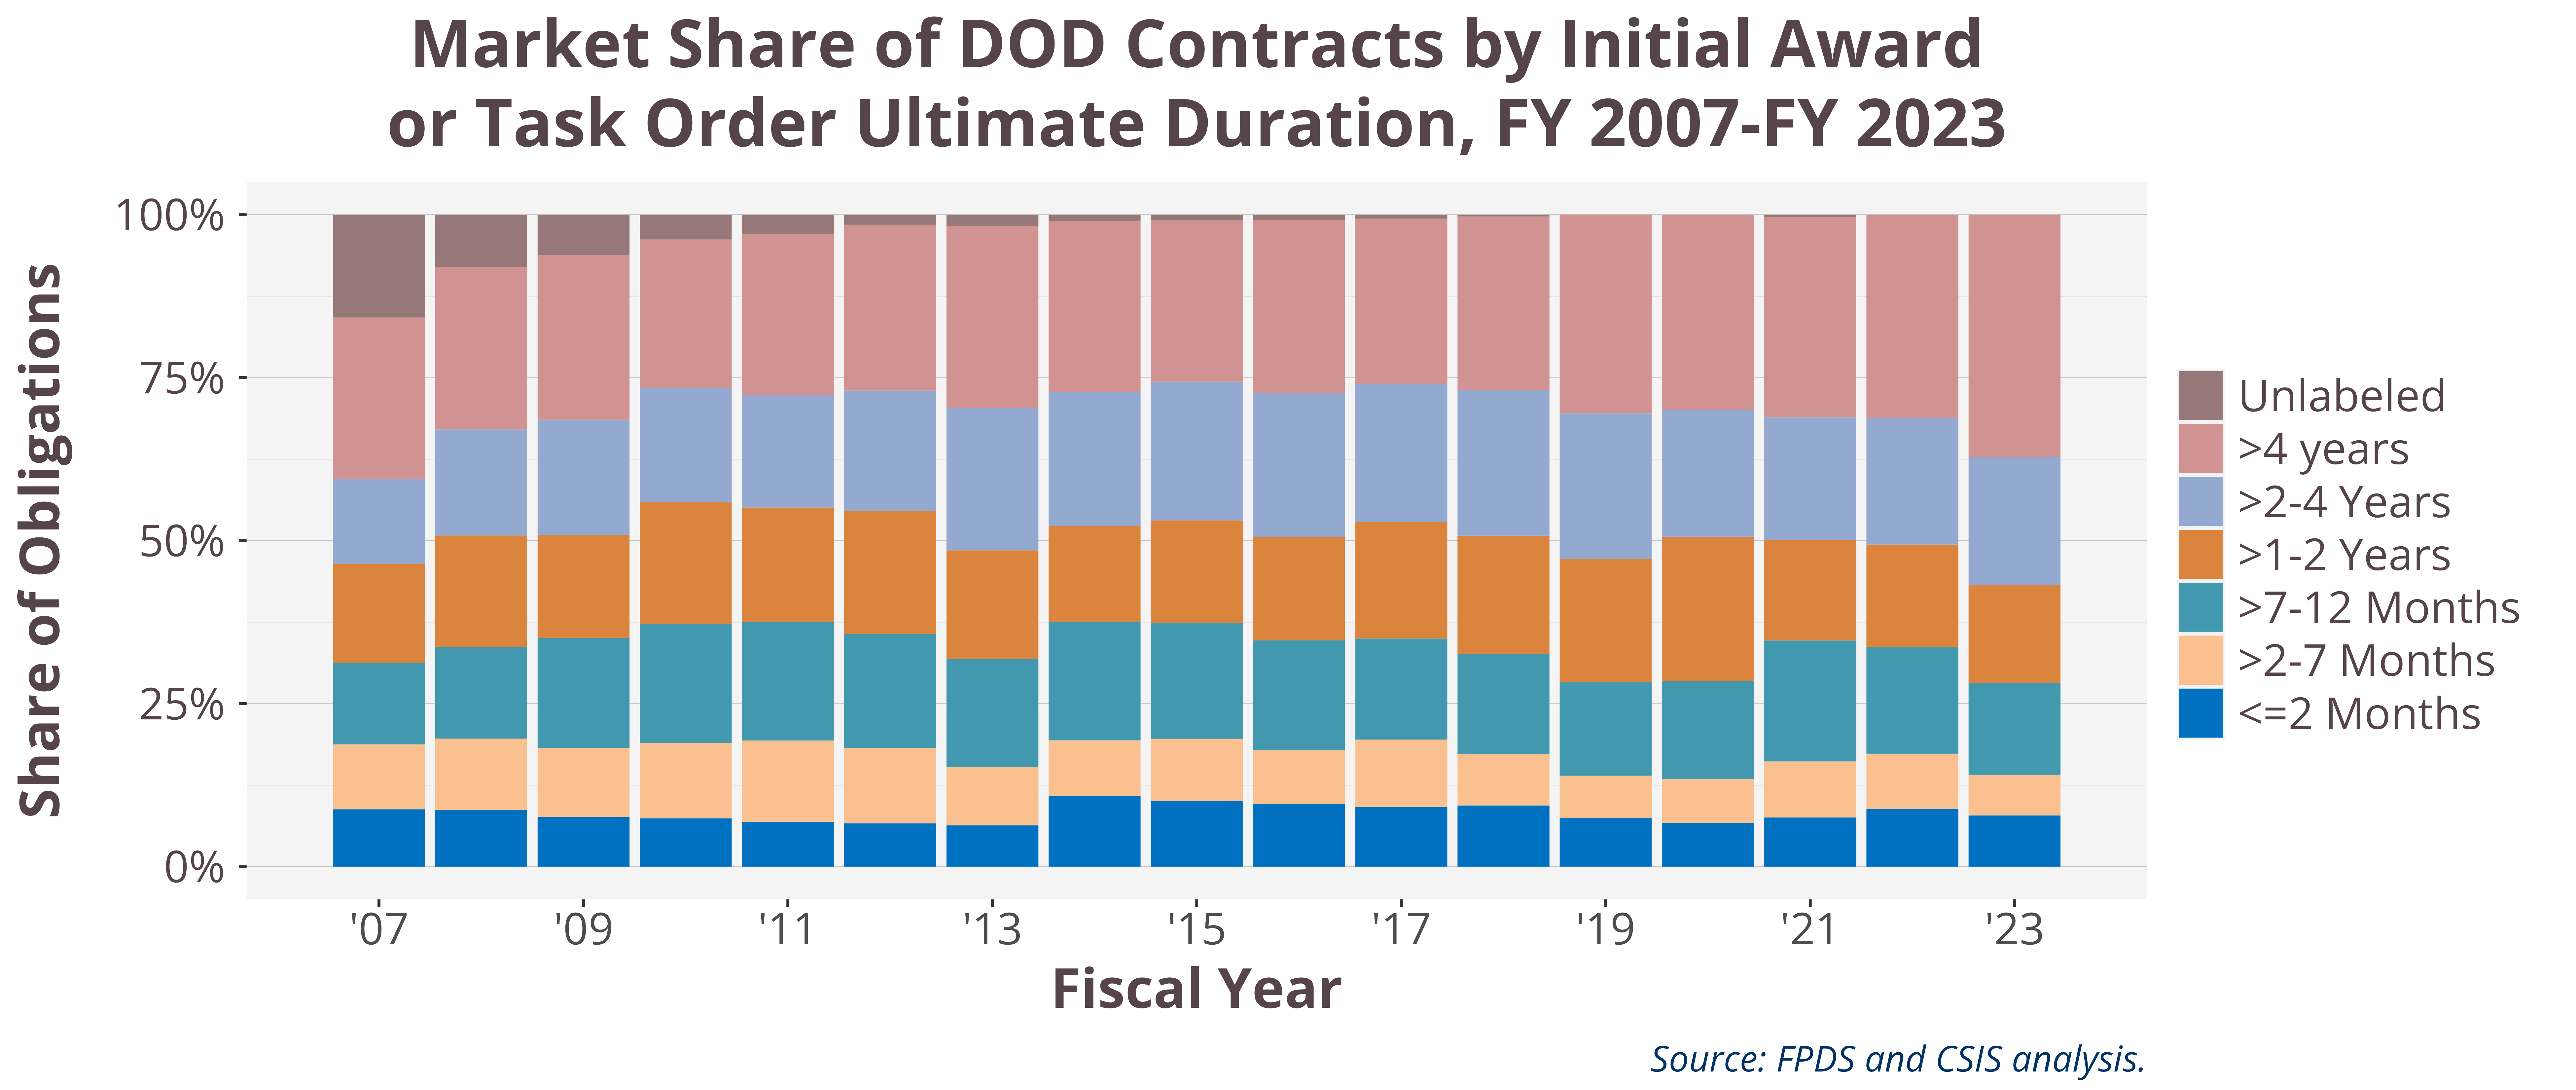 Market Share of DOD Contracts by Initial Award
or Task Order Ultimate Duration, FY 2007-FY 2023
Share of Obligations
100%
75%
50%
25%
0%
'07
'09
'11
'13
'15
'17
'19
'21
'23
Fiscal Year
Unlabeled
>4 years
>2-4 Years
>1-2 Years
>7-12 Months
>2-7 Months
<=2 Months
Source: FPDS and CSIS analysis.